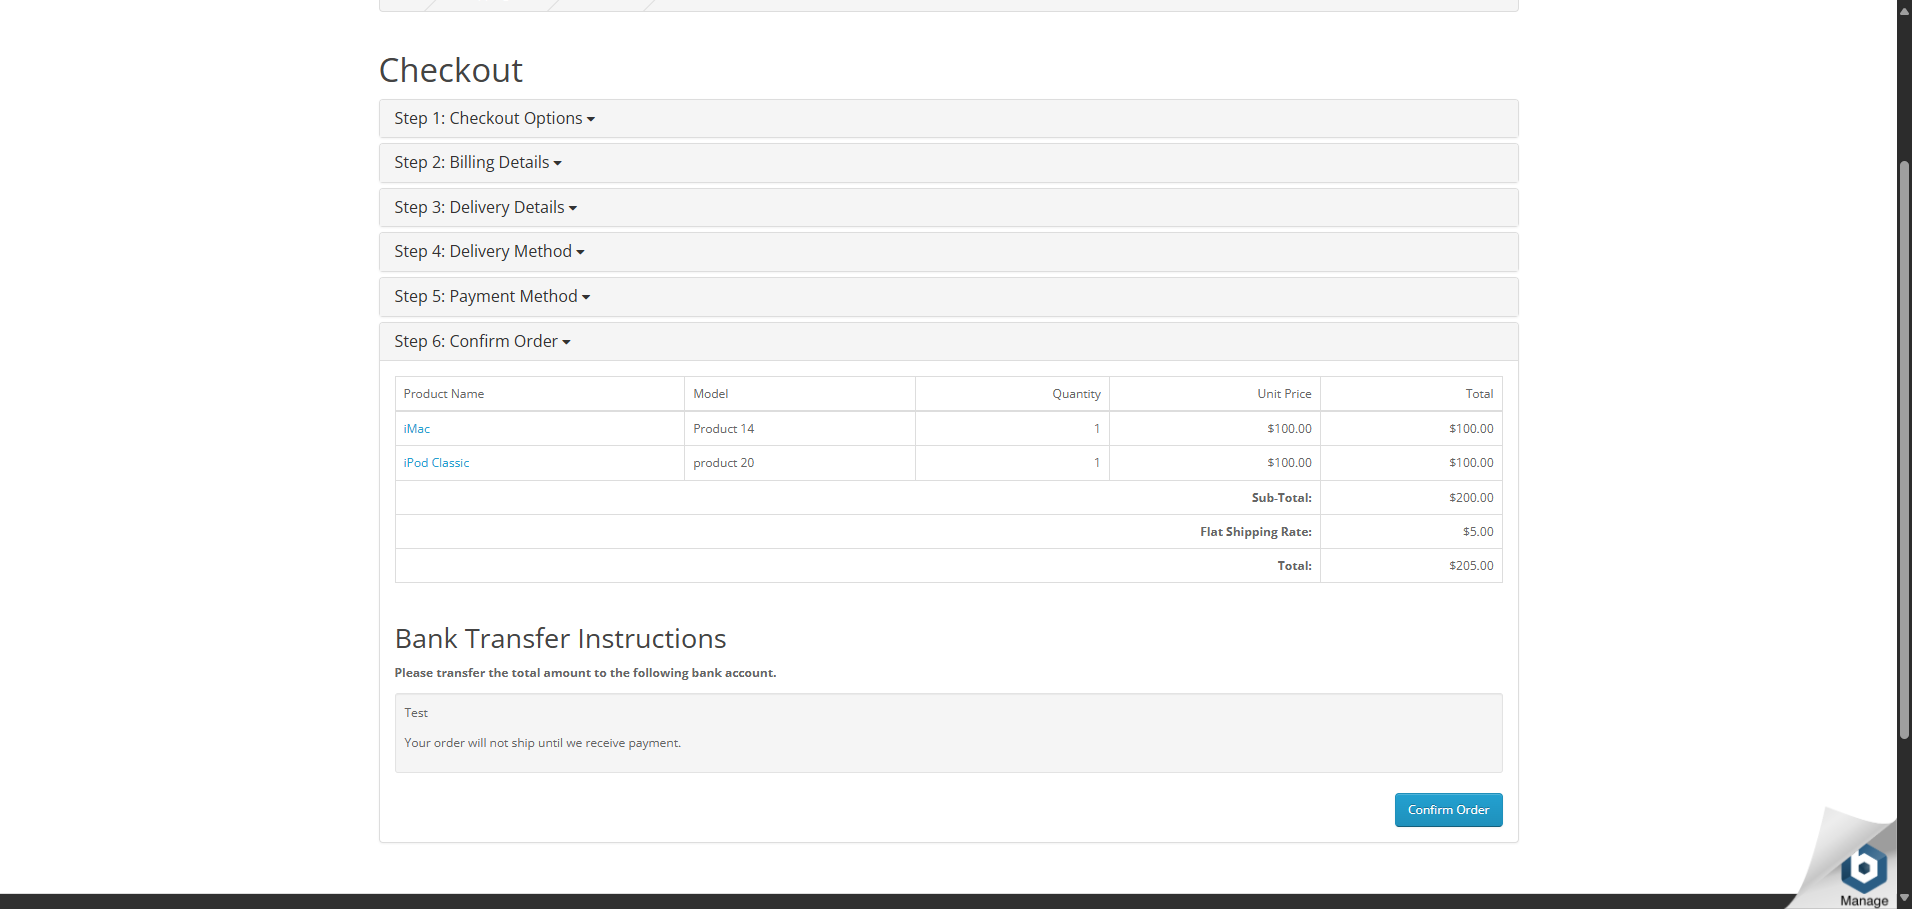 Checkout
Step 1: Checkout Options
Step 2: Billing Details
Step 3: Delivery Details
Step 4: Delivery Method
Step 5: Payment Method
Step 6: Confirm Order
Product Name Model Quantity Unit Price Total
iMac Product 14 1 $100.00 $100.00
iPod Classic product 20 1 $100.00 $100.00
Sub-Total: $200.00
Flat Shipping Rate: $5.00
Total: $205.00
Bank Transfer Instructions
Please transfer the total amount to the following bank account.
Test
Your order will not ship until we receive payment.
Confirm Order
Manage